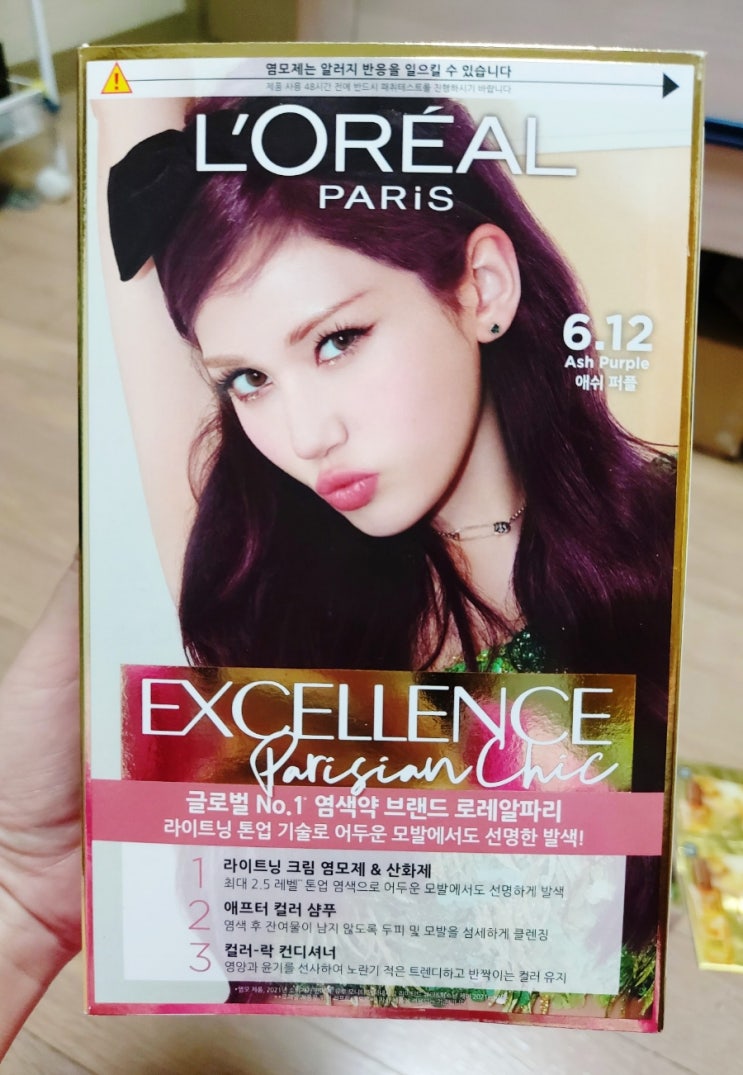 염모제는 알러지 반응을 일으킬 수 있습니다
제품 사용 48시간 전에 반드시 패취테스트를 진행하시기 바랍니다
L'ORÉAL
PARiS
6.12
Ash Purple
애쉬 퍼플
EXCELLENCE
Parisian Chic
글로벌 No.1* 염색약 브랜드 로레알파리
라이트닝 톤업 기술로 어두운 모발에서도 선명한 발색!
1 라이트닝 크림 염모제 & 산화제
최대 2.5 레벨** 톤업 염색으로 어두운 모발에서도 선명하게 발색
2 애프터 컬러 샴푸
염색 후 잔여물이 남지 않도록 두피 및 모발을 섬세하게 클렌징
3 컬러-락 컨디셔너
영양과 윤기를 선사하여 노란기 적은 트렌디하고 반짝이는 컬러 유지